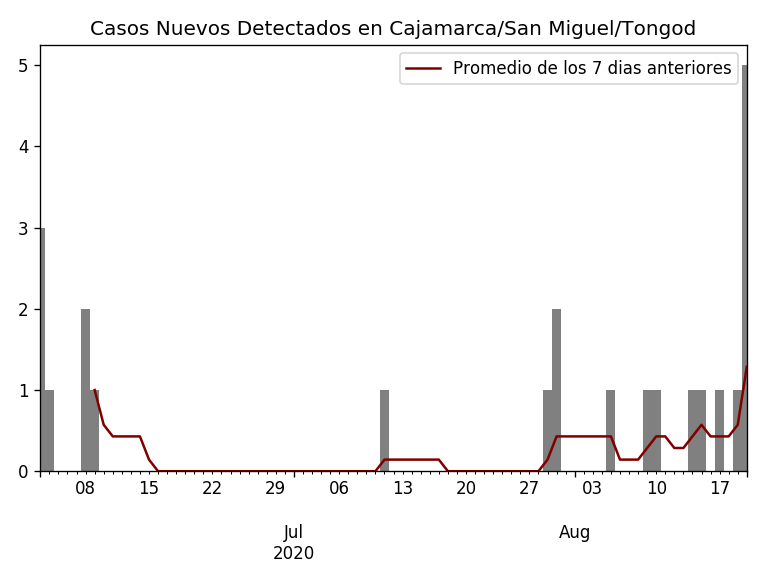 Casos Nuevos Detectados en Cajamarca/San Miguel/Tongod
Promedio de los 7 dias anteriores
5
4
3
2
1
0
08 15 22 29 06 13 20 27 03 10 17
Jul Aug
2020